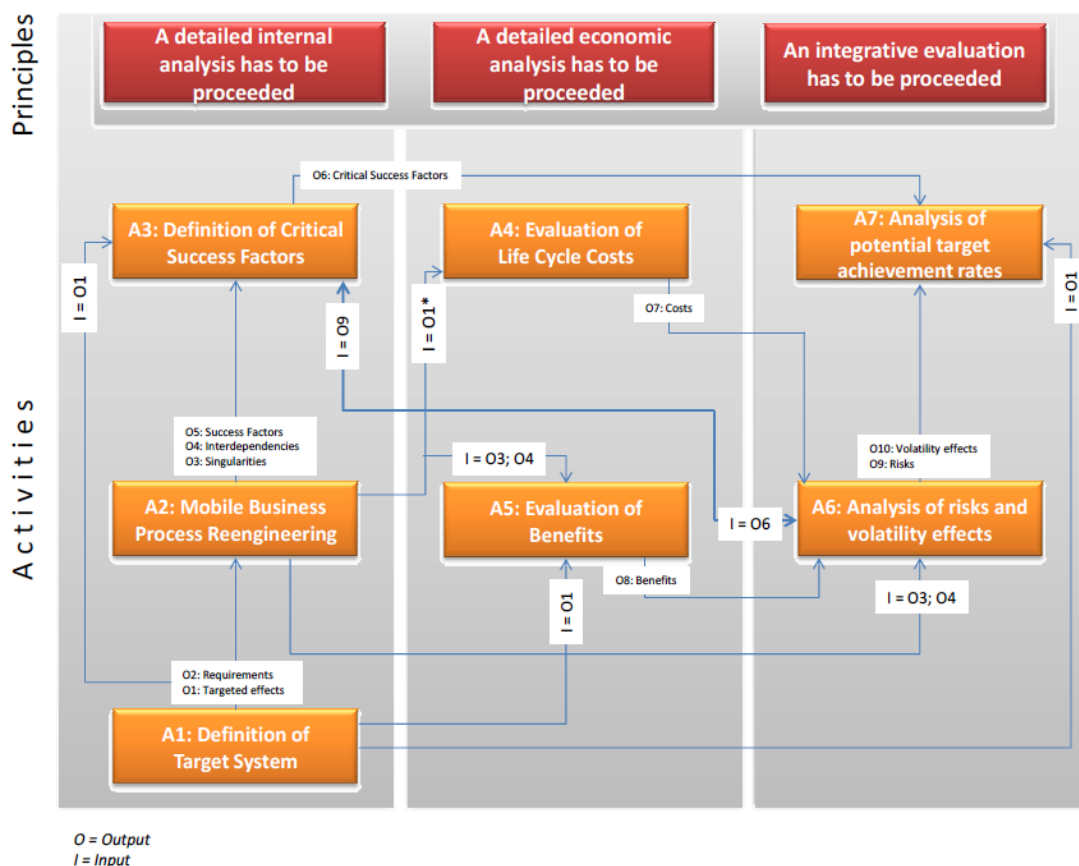 Principles
A detailed internal
analysis has to be
proceeded
A detailed economic
analysis has to be
proceeded
An integrative evaluation
has to be proceeded
Activities
O6: Critical Success Factors
A3: Definition of Critical
Success Factors
A4: Evaluation of
Life Cycle Costs
A7: Analysis of
potential target
achievement rates
I = O1
I = O9
I = O1*
O7: Costs
I = O1
O5: Success Factors
O4: Interdependencies
O3: Singularities
I = O3; O4
O10: Volatility effects
O9: Risks
A2: Mobile Business
Process Reengineering
A5: Evaluation of
Benefits
I = O6
A6: Analysis of risks and
volatility effects
O8: Benefits
I = O1
I = O3; O4
O2: Requirements
O1: Targeted effects
A1: Definition of
Target System
O = Output
I = Input